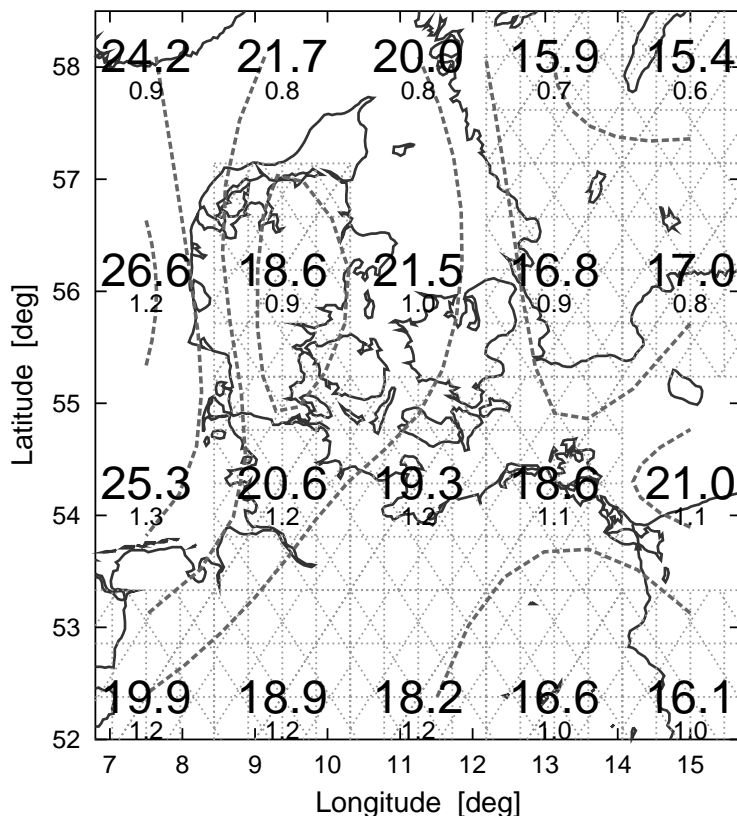 58
24.2 21.7 20.0 15.9 15.4
0.9 0.8 0.8 0.7 0.6
57
26.6 18.6 21.5 16.8 17.0
56
1.2 0.9 1.0 0.9 0.8
55
Latitude [deg]
25.3 20.6 19.3 18.6 21.0
54
1.3 1.2 1.2 1.1 1.1
53
19.9 18.9 18.2 16.6 16.1
52
1.2 1.2 1.2 1.0 1.0
7 8 9 10 11 12 13 14 15
Longitude [deg]